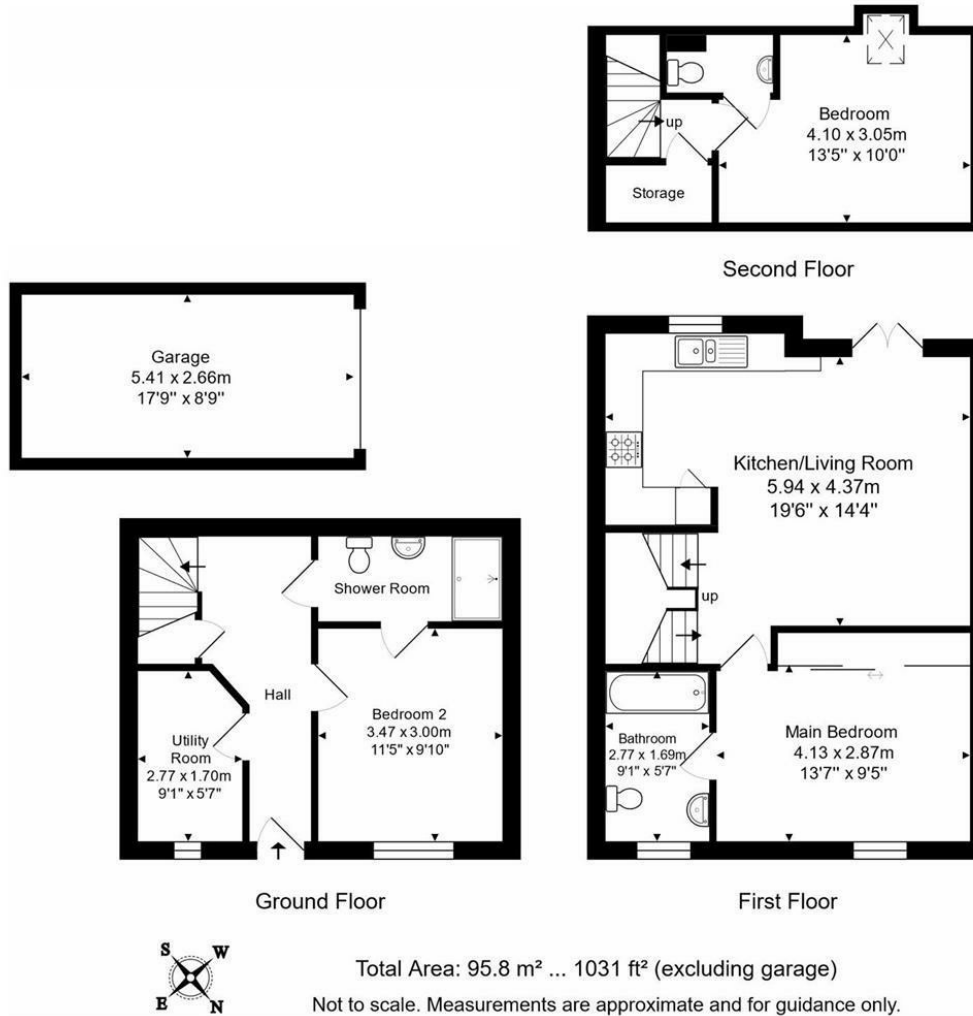 up
Bedroom
4.10 x 3.05m
13'5" x 10'0"
Storage
Second Floor
Garage
5.41 x 2.66m
17'9" x 8'9"
Kitchen/Living Room
5.94 x 4.37m
19'6" x 14'4"
up
Bathroom
2.77 x 1.69m
9'1" x 5'7"
Main Bedroom
4.13 x 2.87m
13'7" x 9'5"
First Floor
Shower Room
Hall
Bedroom 2
3.47 x 3.00m
11'5" x 9'10"
Utility
Room
2.77 x 1.70m
9'1" x 5'7"
Ground Floor
S W
E N
Total Area: 95.8 m² ... 1031 ft² (excluding garage)
Not to scale. Measurements are approximate and for guidance only.